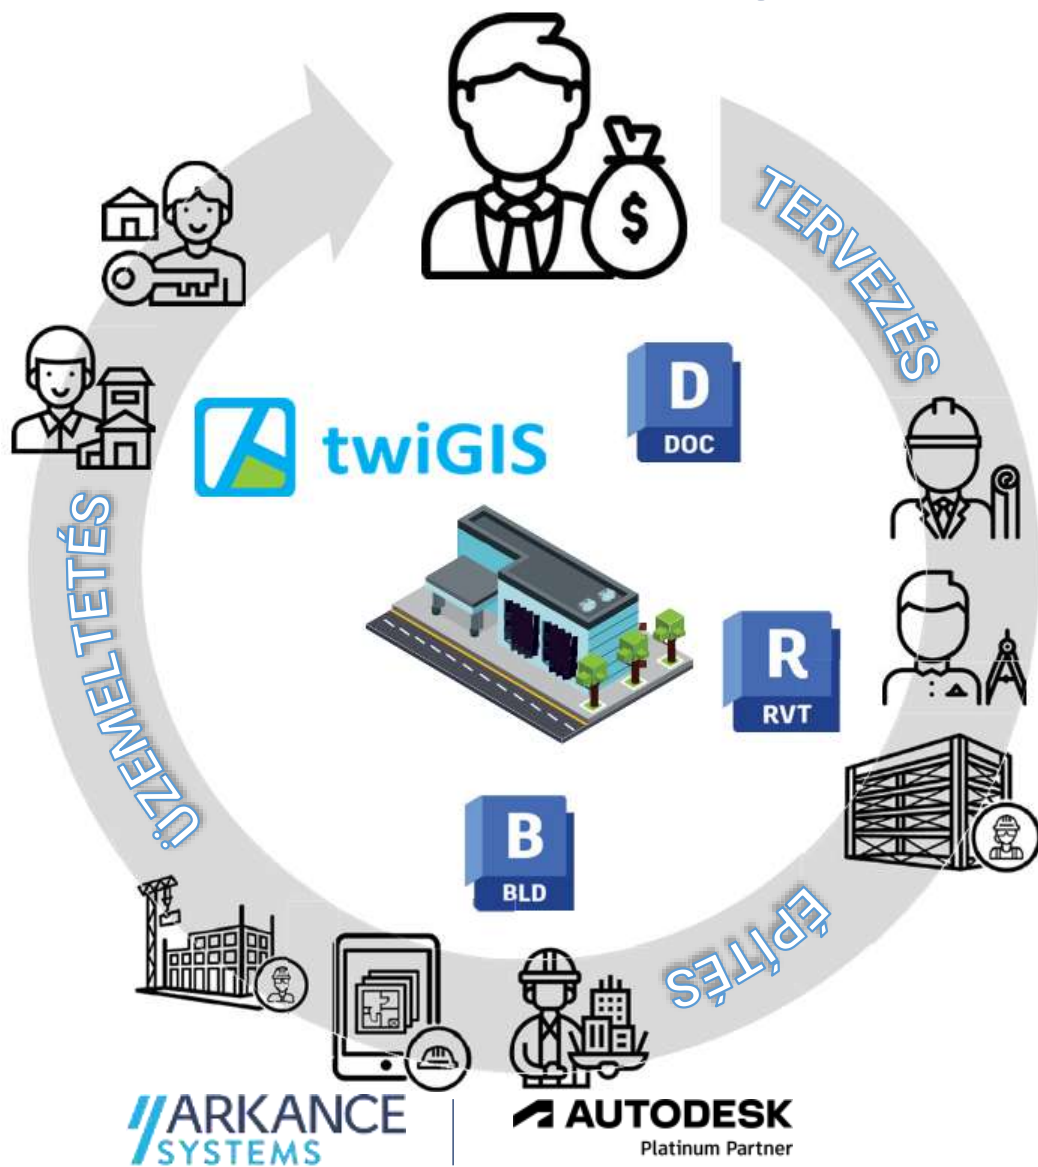 $
TERVEZÉS
D
DOC
twiGIS
ÜZEMELTETÉS
R
RVT
B
BLD
ÉPÍTÉS
ARKANCE
SYSTEMS
AUTODESK
Platinum Partner